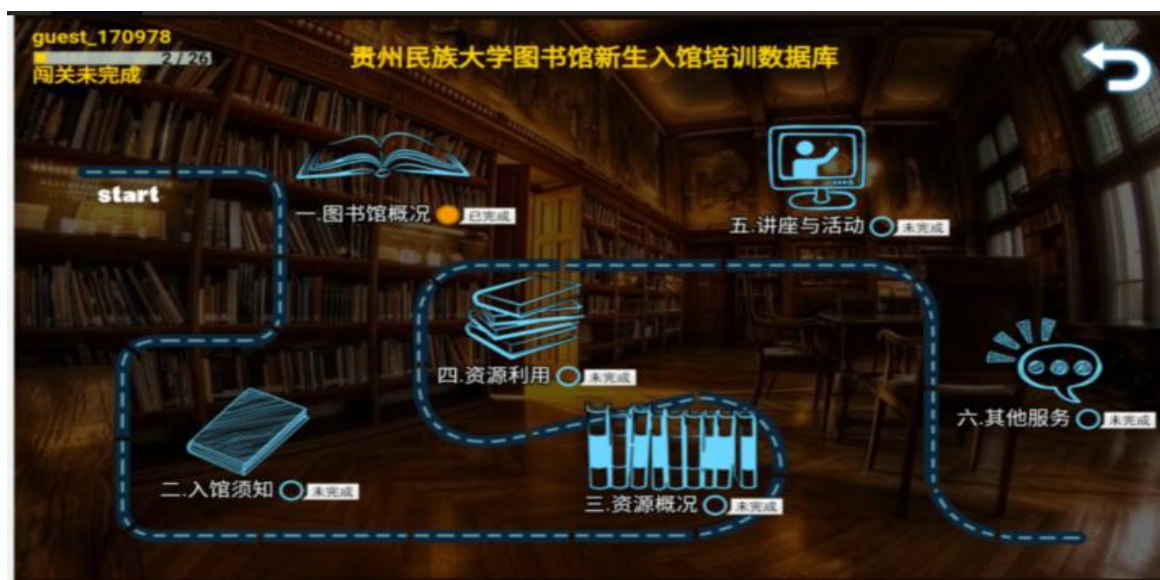 guest_170978
2 / 26
闯关未完成
贵州民族大学图书馆新生入馆培训数据库
start
一.图书馆概况 已完成
五.讲座与活动 未完成
四.资源利用 未完成
六.其他服务 未完成
二.入馆须知 未完成
三.资源概况 未完成